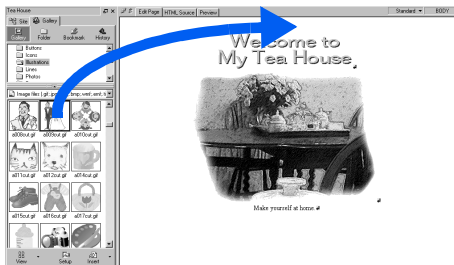 Tea House
Edit Page HTML Source Preview
Standard BODY
Site Gallery
Gallery Folder Bookmark History
Buttons
Icons
Illustrations
Lines
Photos
Welcome to
My Tea House
Image files
a008cut.gif a009cut.gif a010cut.gif
a011cut.gif a012cut.gif a014cut.gif
a015cut.gif a016cut.gif a017cut.gif
Make yourself at home
View Setup Insert